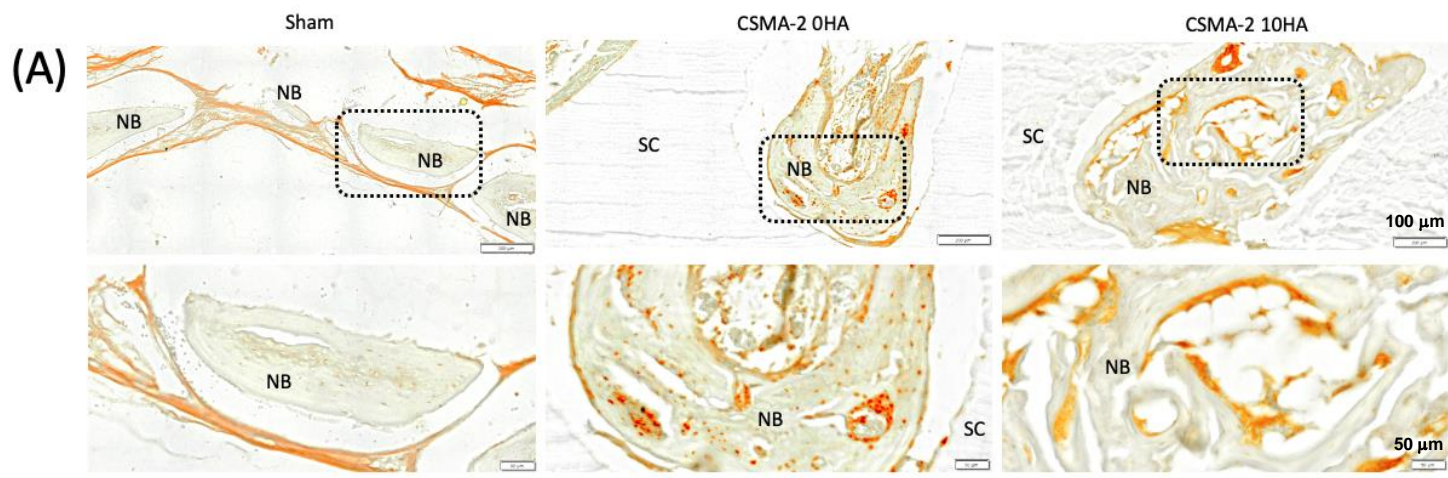 Sham
CSMA-2 0HA
CSMA-2 10HA
(A)
NB
NB
NB
NB
SC
NB
SC
NB
100 μm
NB
NB
SC
NB
50 μm